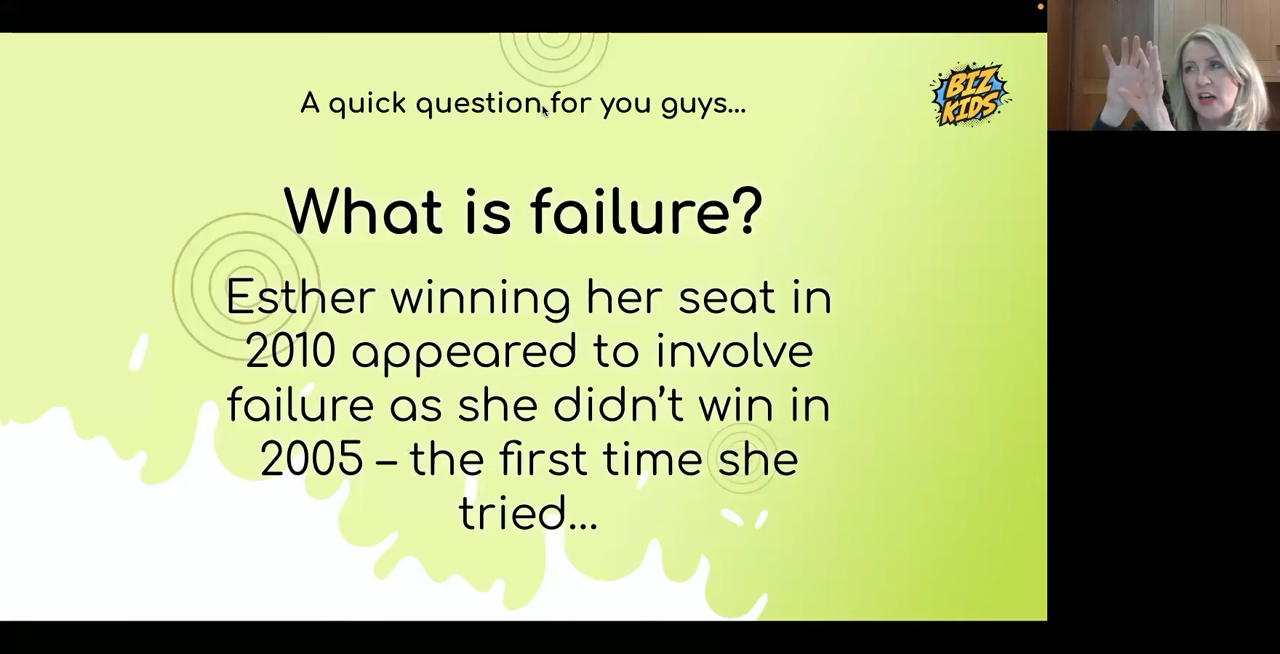 A quick question for you guys...
BIZ
KIDS
What is failure?
Esther winning her seat in
2010 appeared to involve
failure as she didn't win in
2005 – the first time she
tried...